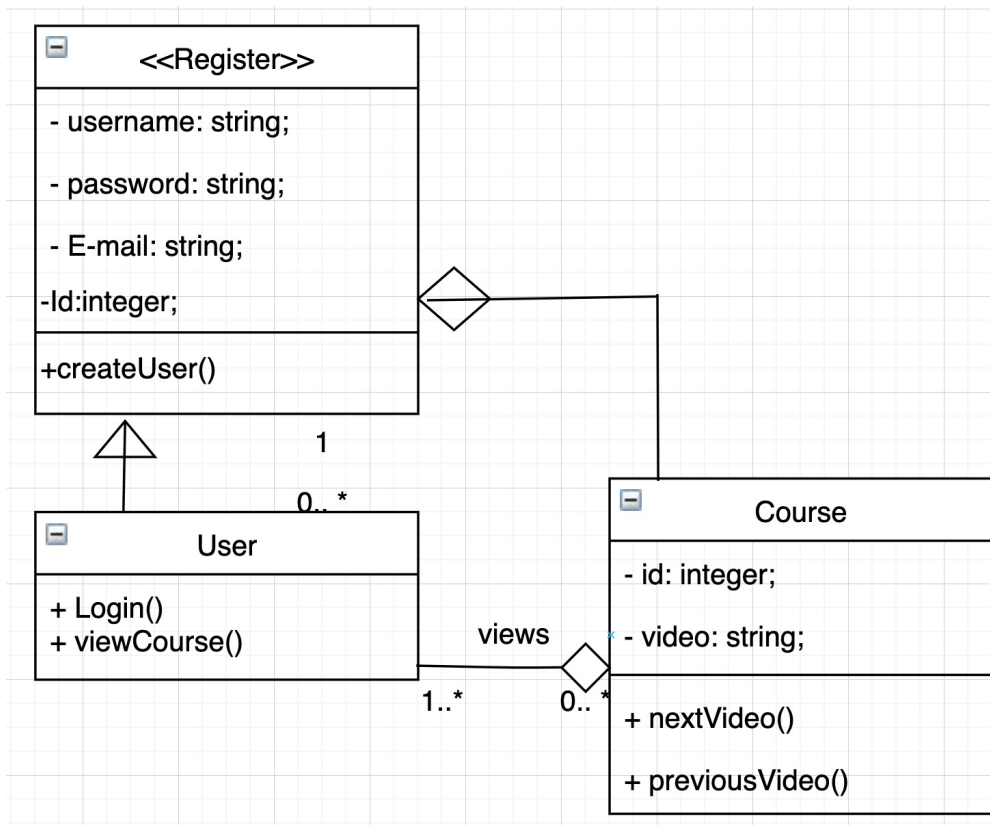 <<Register>>
- username: string;
- password: string;
- E-mail: string;
-Id:integer;
+createUser()
1
0.. *
User
+ Login()
+ viewCourse()
views
1..*
0.. *
Course
- id: integer;
- video: string;
+ nextVideo()
+ previousVideo()